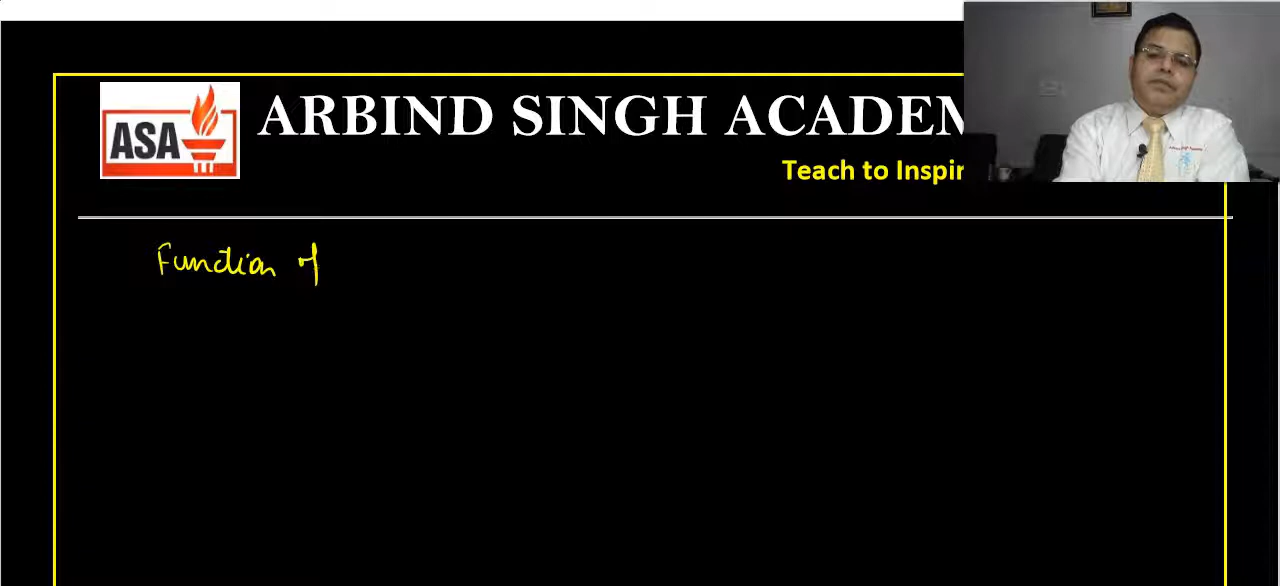 ASA
ARBIND SINGH ACADEM
Teach to Inspir
Function of